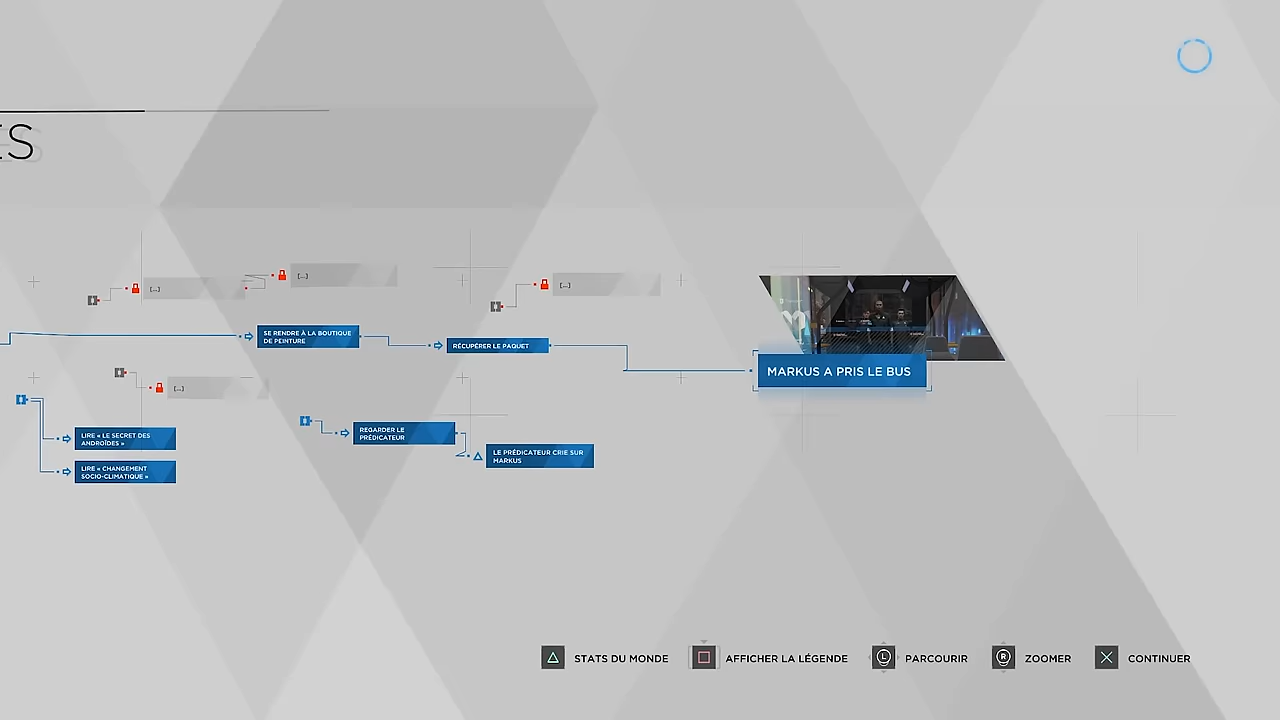 ES
[...]
[...]
[...]
SE RENDRE À LA BOUTIQUE
DE PEINTURE
RÉCUPÉRER LE PAQUET
MARKUS A PRIS LE BUS
[...]
LIRE « LE SECRET DES
ANDROÏDES »
LIRE « CHANGEMENT
SOCIO-CLIMATIQUE »
REGARDER LE
PRÉDICATEUR
LE PRÉDICATEUR CRIE SUR
MARKUS
STATS DU MONDE
AFFICHER LA LÉGENDE
L
PARCOURIR
R
ZOOMER
CONTINUER